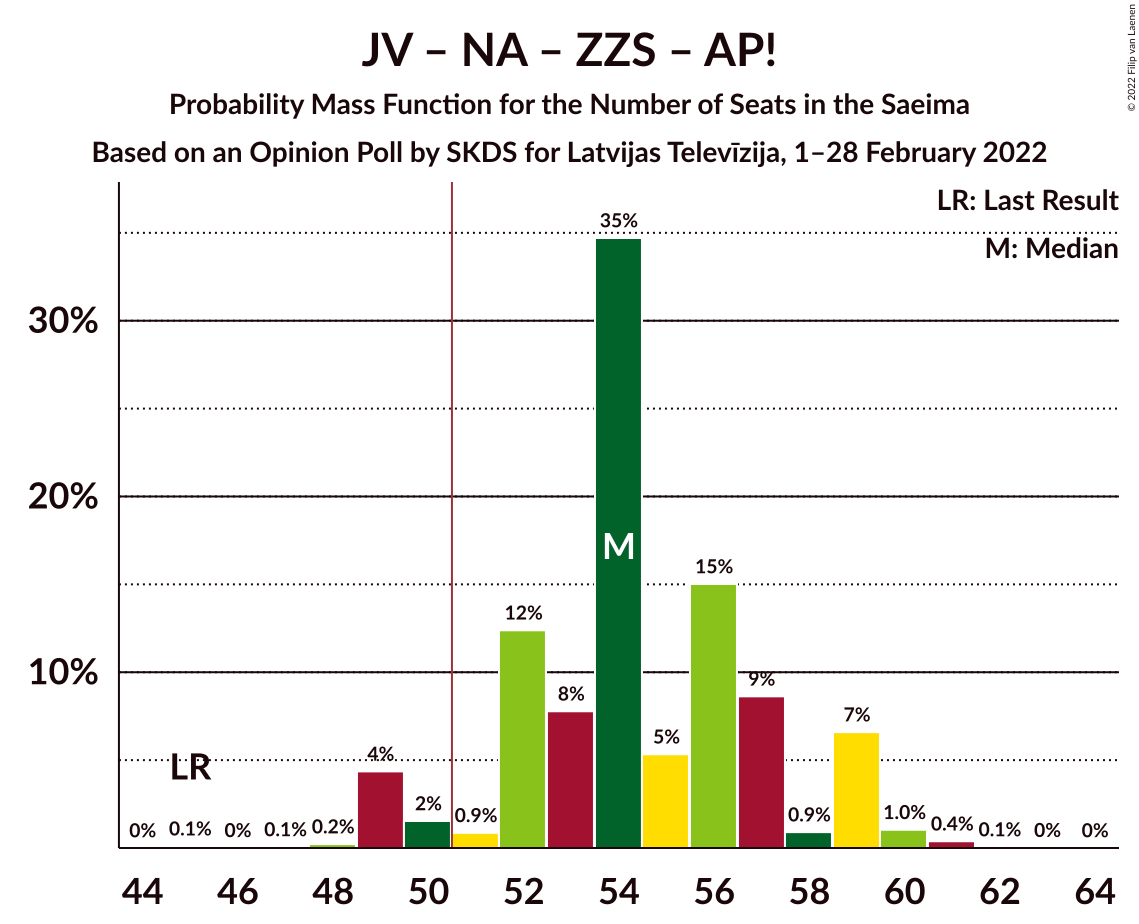 © 2022 Filip van Laenen
JV – NA – ZZS – AP!
Probability Mass Function for the Number of Seats in the Saeima
Based on an Opinion Poll by SKDS for Latvijas Televīzija, 1–28 February 2022
LR: Last Result
M: Median
30%
20%
10%
LR
M
0%
0.1%
0%
0.1%
0.2%
4%
2%
0.9%
12%
8%
35%
5%
15%
9%
0.9%
7%
1.0%
0.4%
0.1%
0%
0%
44 46 48 50 52 54 56 58 60 62 64